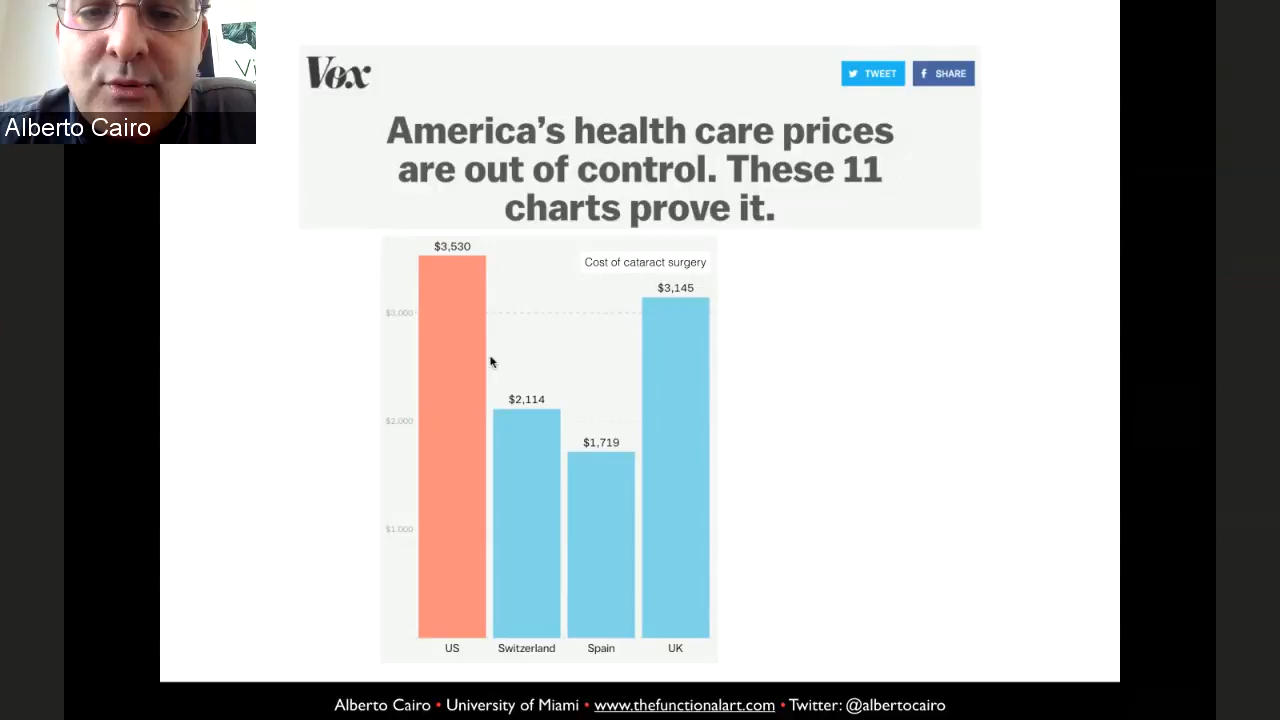 Alberto Cairo
Vox
TWEET
SHARE
America's health care prices
are out of control. These 11
charts prove it.
$3,530
Cost of cataract surgery
$3,145
$3,000
$2,114
$2,000
$1,719
$1,000
US
Switzerland
Spain
UK
Alberto Cairo • University of Miami • www.thefunctionalart.com • Twitter: @albertocairo